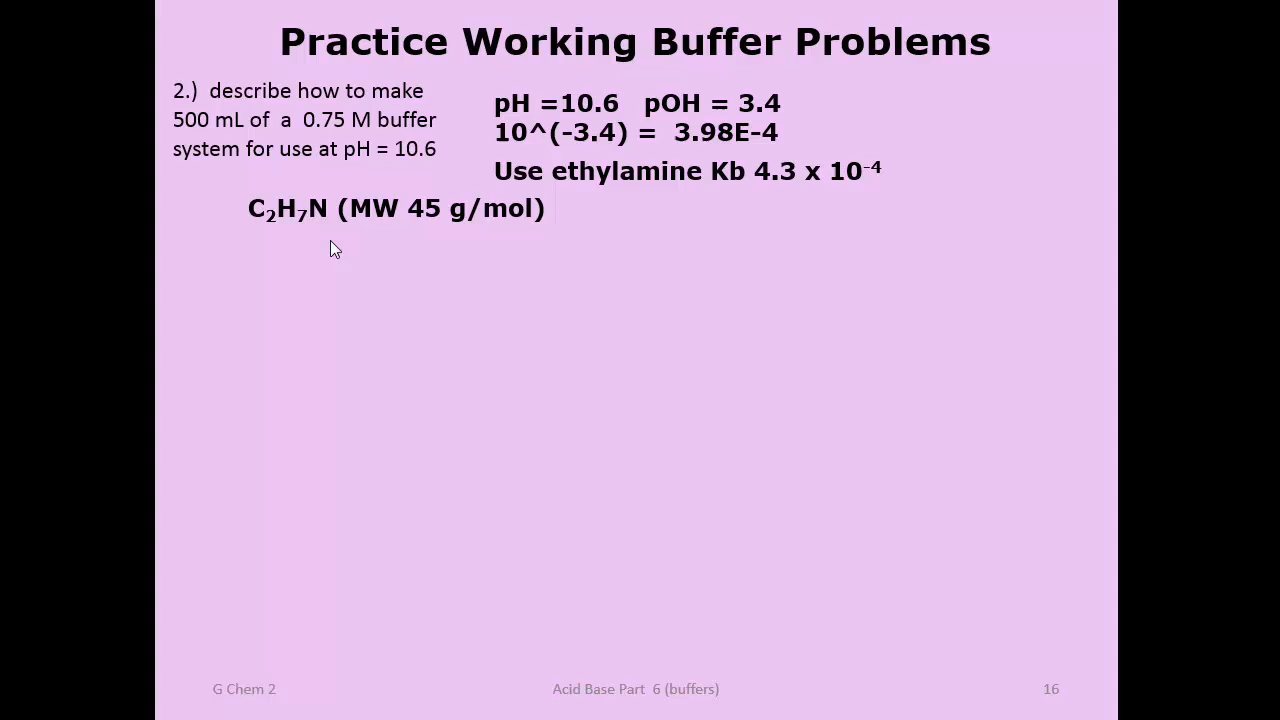 Practice Working Buffer Problems
2.) describe how to make
500 mL of a 0.75 M buffer
system for use at pH = 10.6
pH =10.6 pOH = 3.4
10^(-3.4) = 3.98E-4
Use ethylamine Kb 4.3 x 10⁻⁴
C₂H₇N (MW 45 g/mol)
G Chem 2
Acid Base Part 6 (buffers)
16